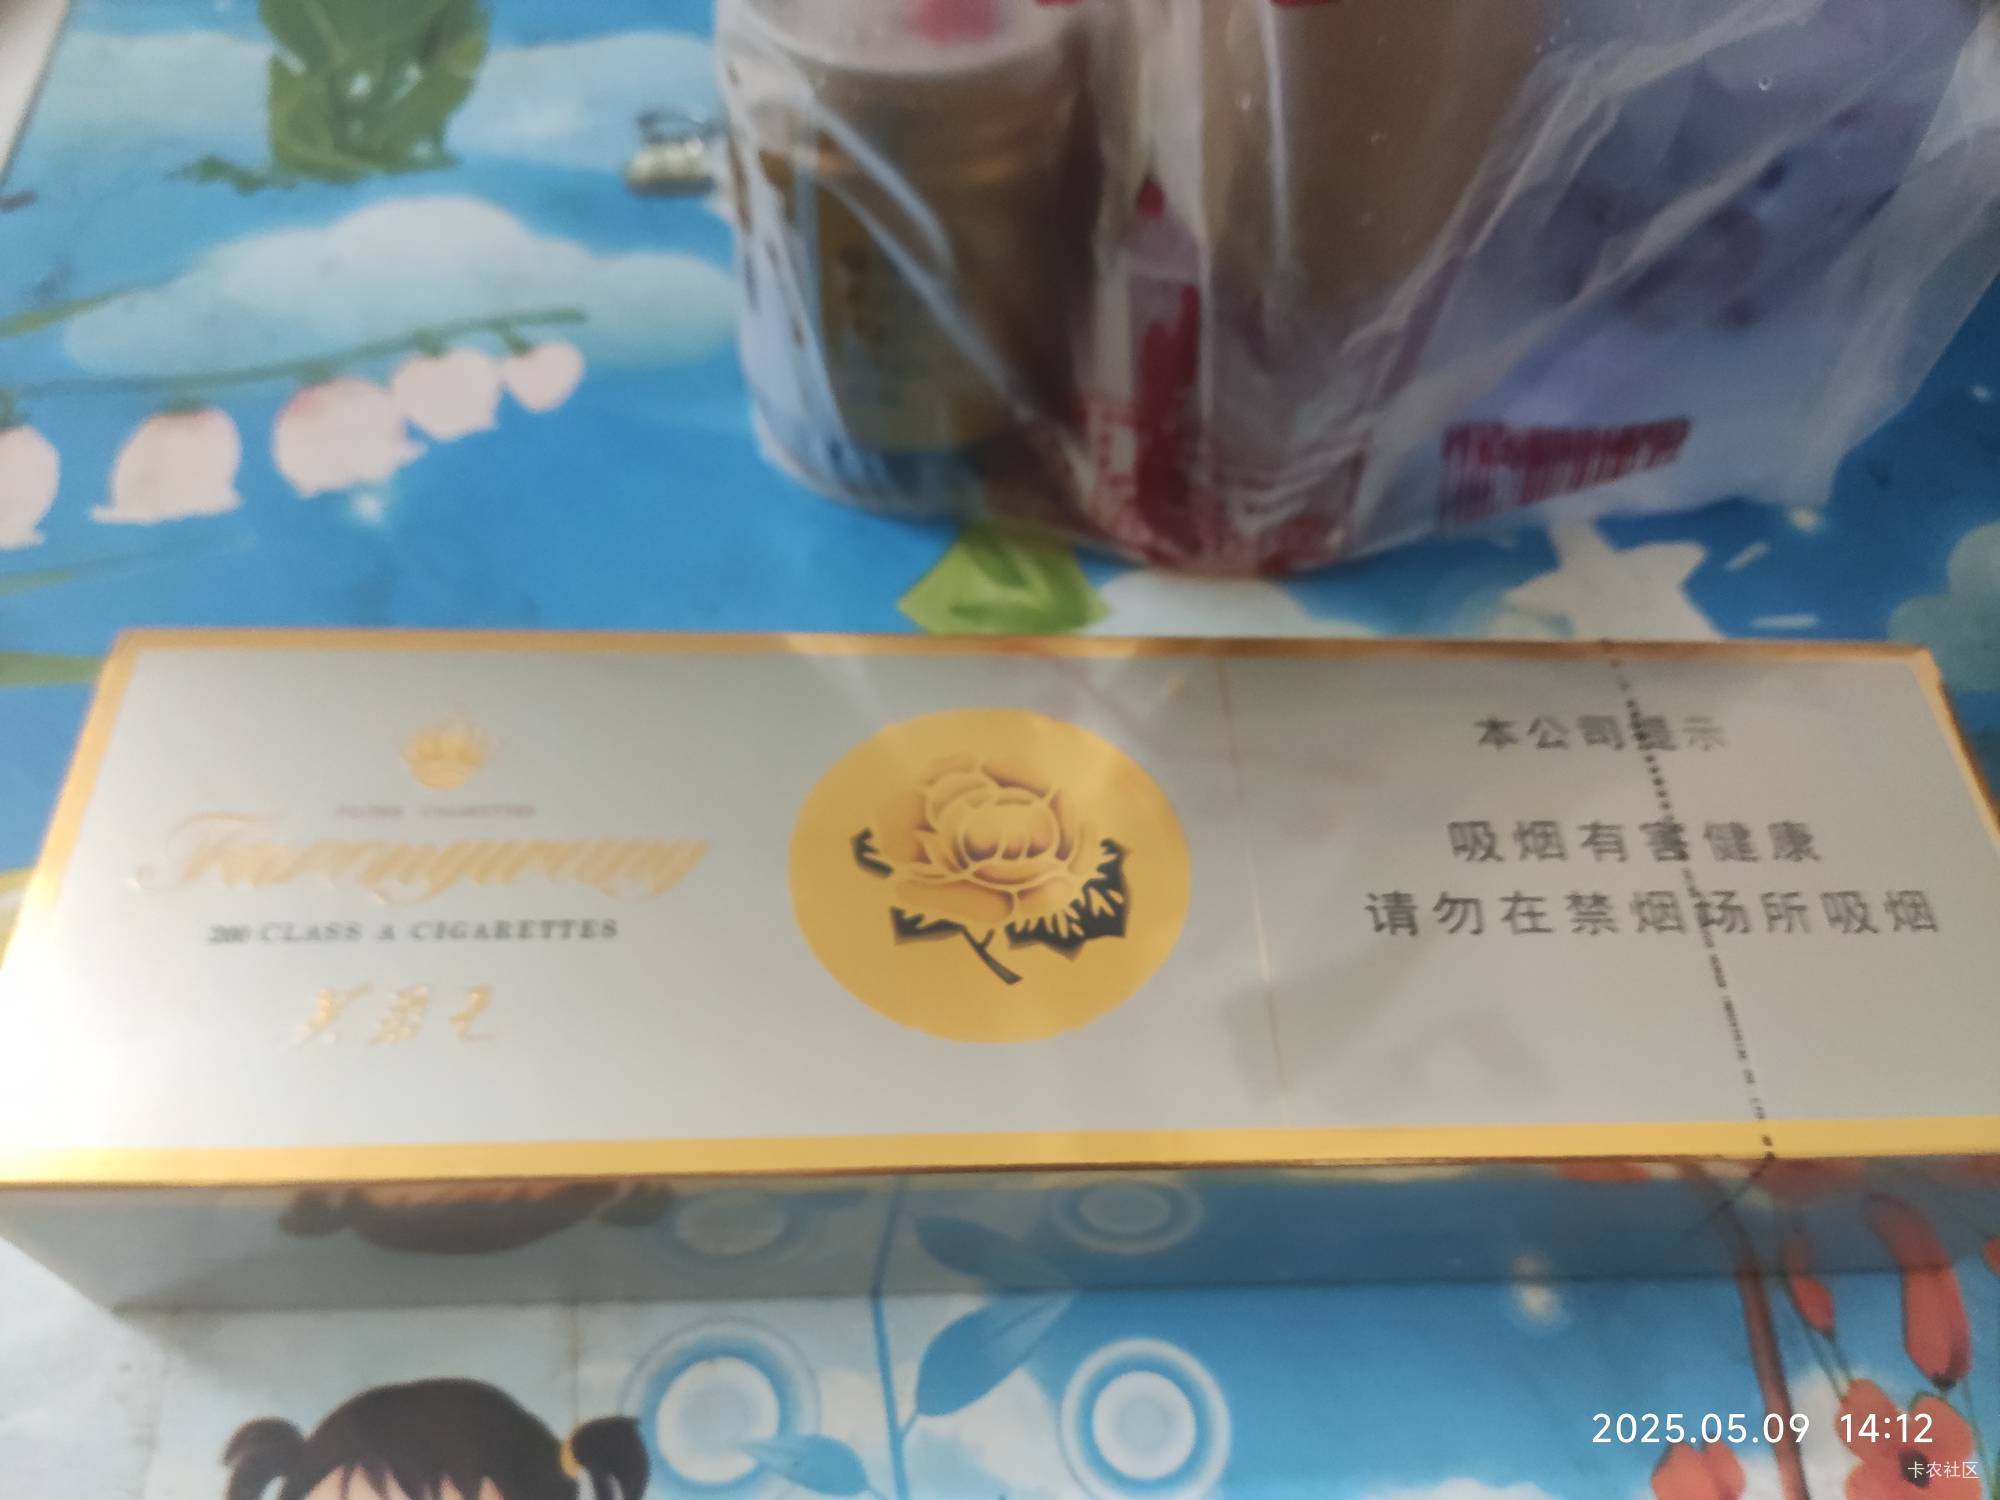 Furongwang
200 CLASS A CIGARETTES
芙蓉王
本公司提示
吸烟有害健康
请勿在禁烟场所吸烟
2025.05.09 14:12
卡农社区